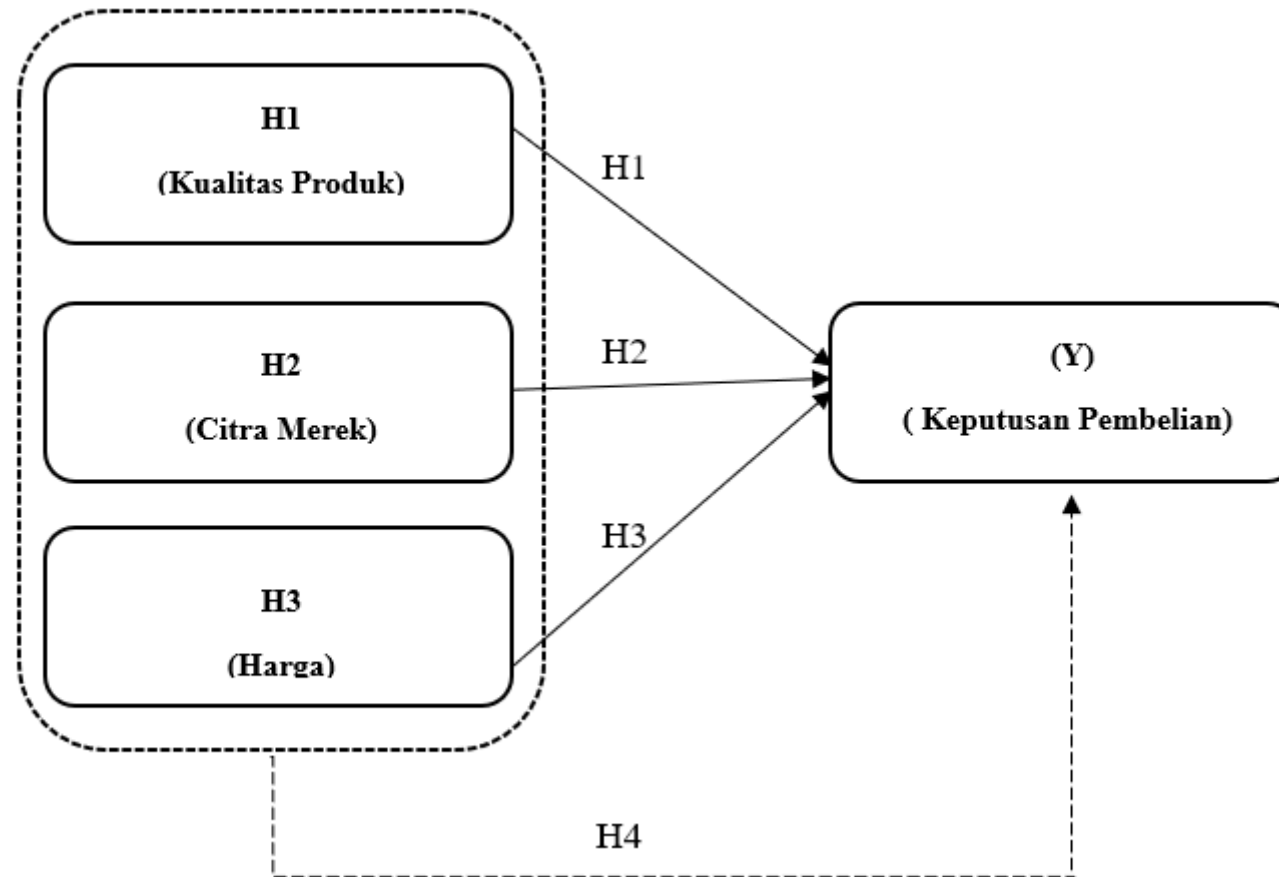 H1
(Kualitas Produk)
H1
H2
(Citra Merek)
H2
(Y)
( Keputusan Pembelian)
H3
H3
(Harga)
H4